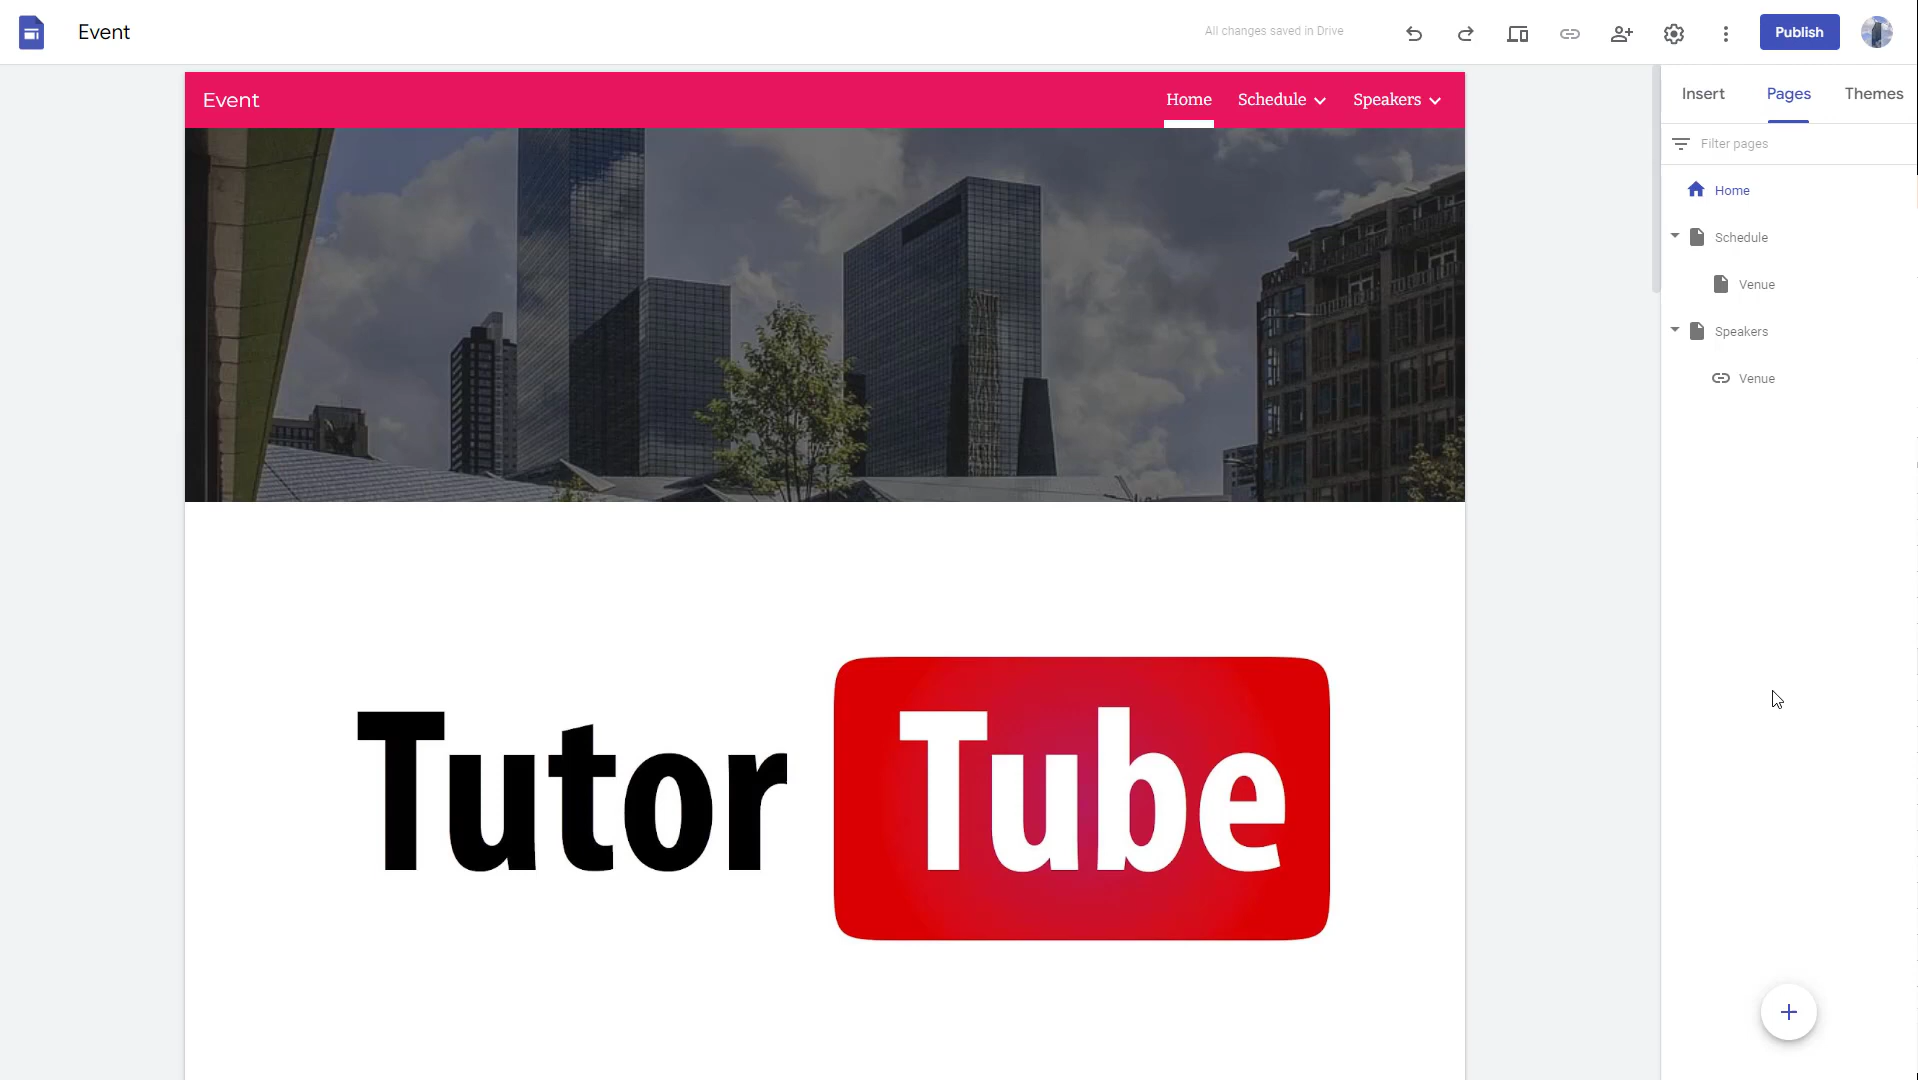 Event
All changes saved in Drive
Publish
Event
Home Schedule Speakers
Insert Pages Themes
Filter pages
Home
Schedule
Venue
Speakers
Venue
Tutor Tube